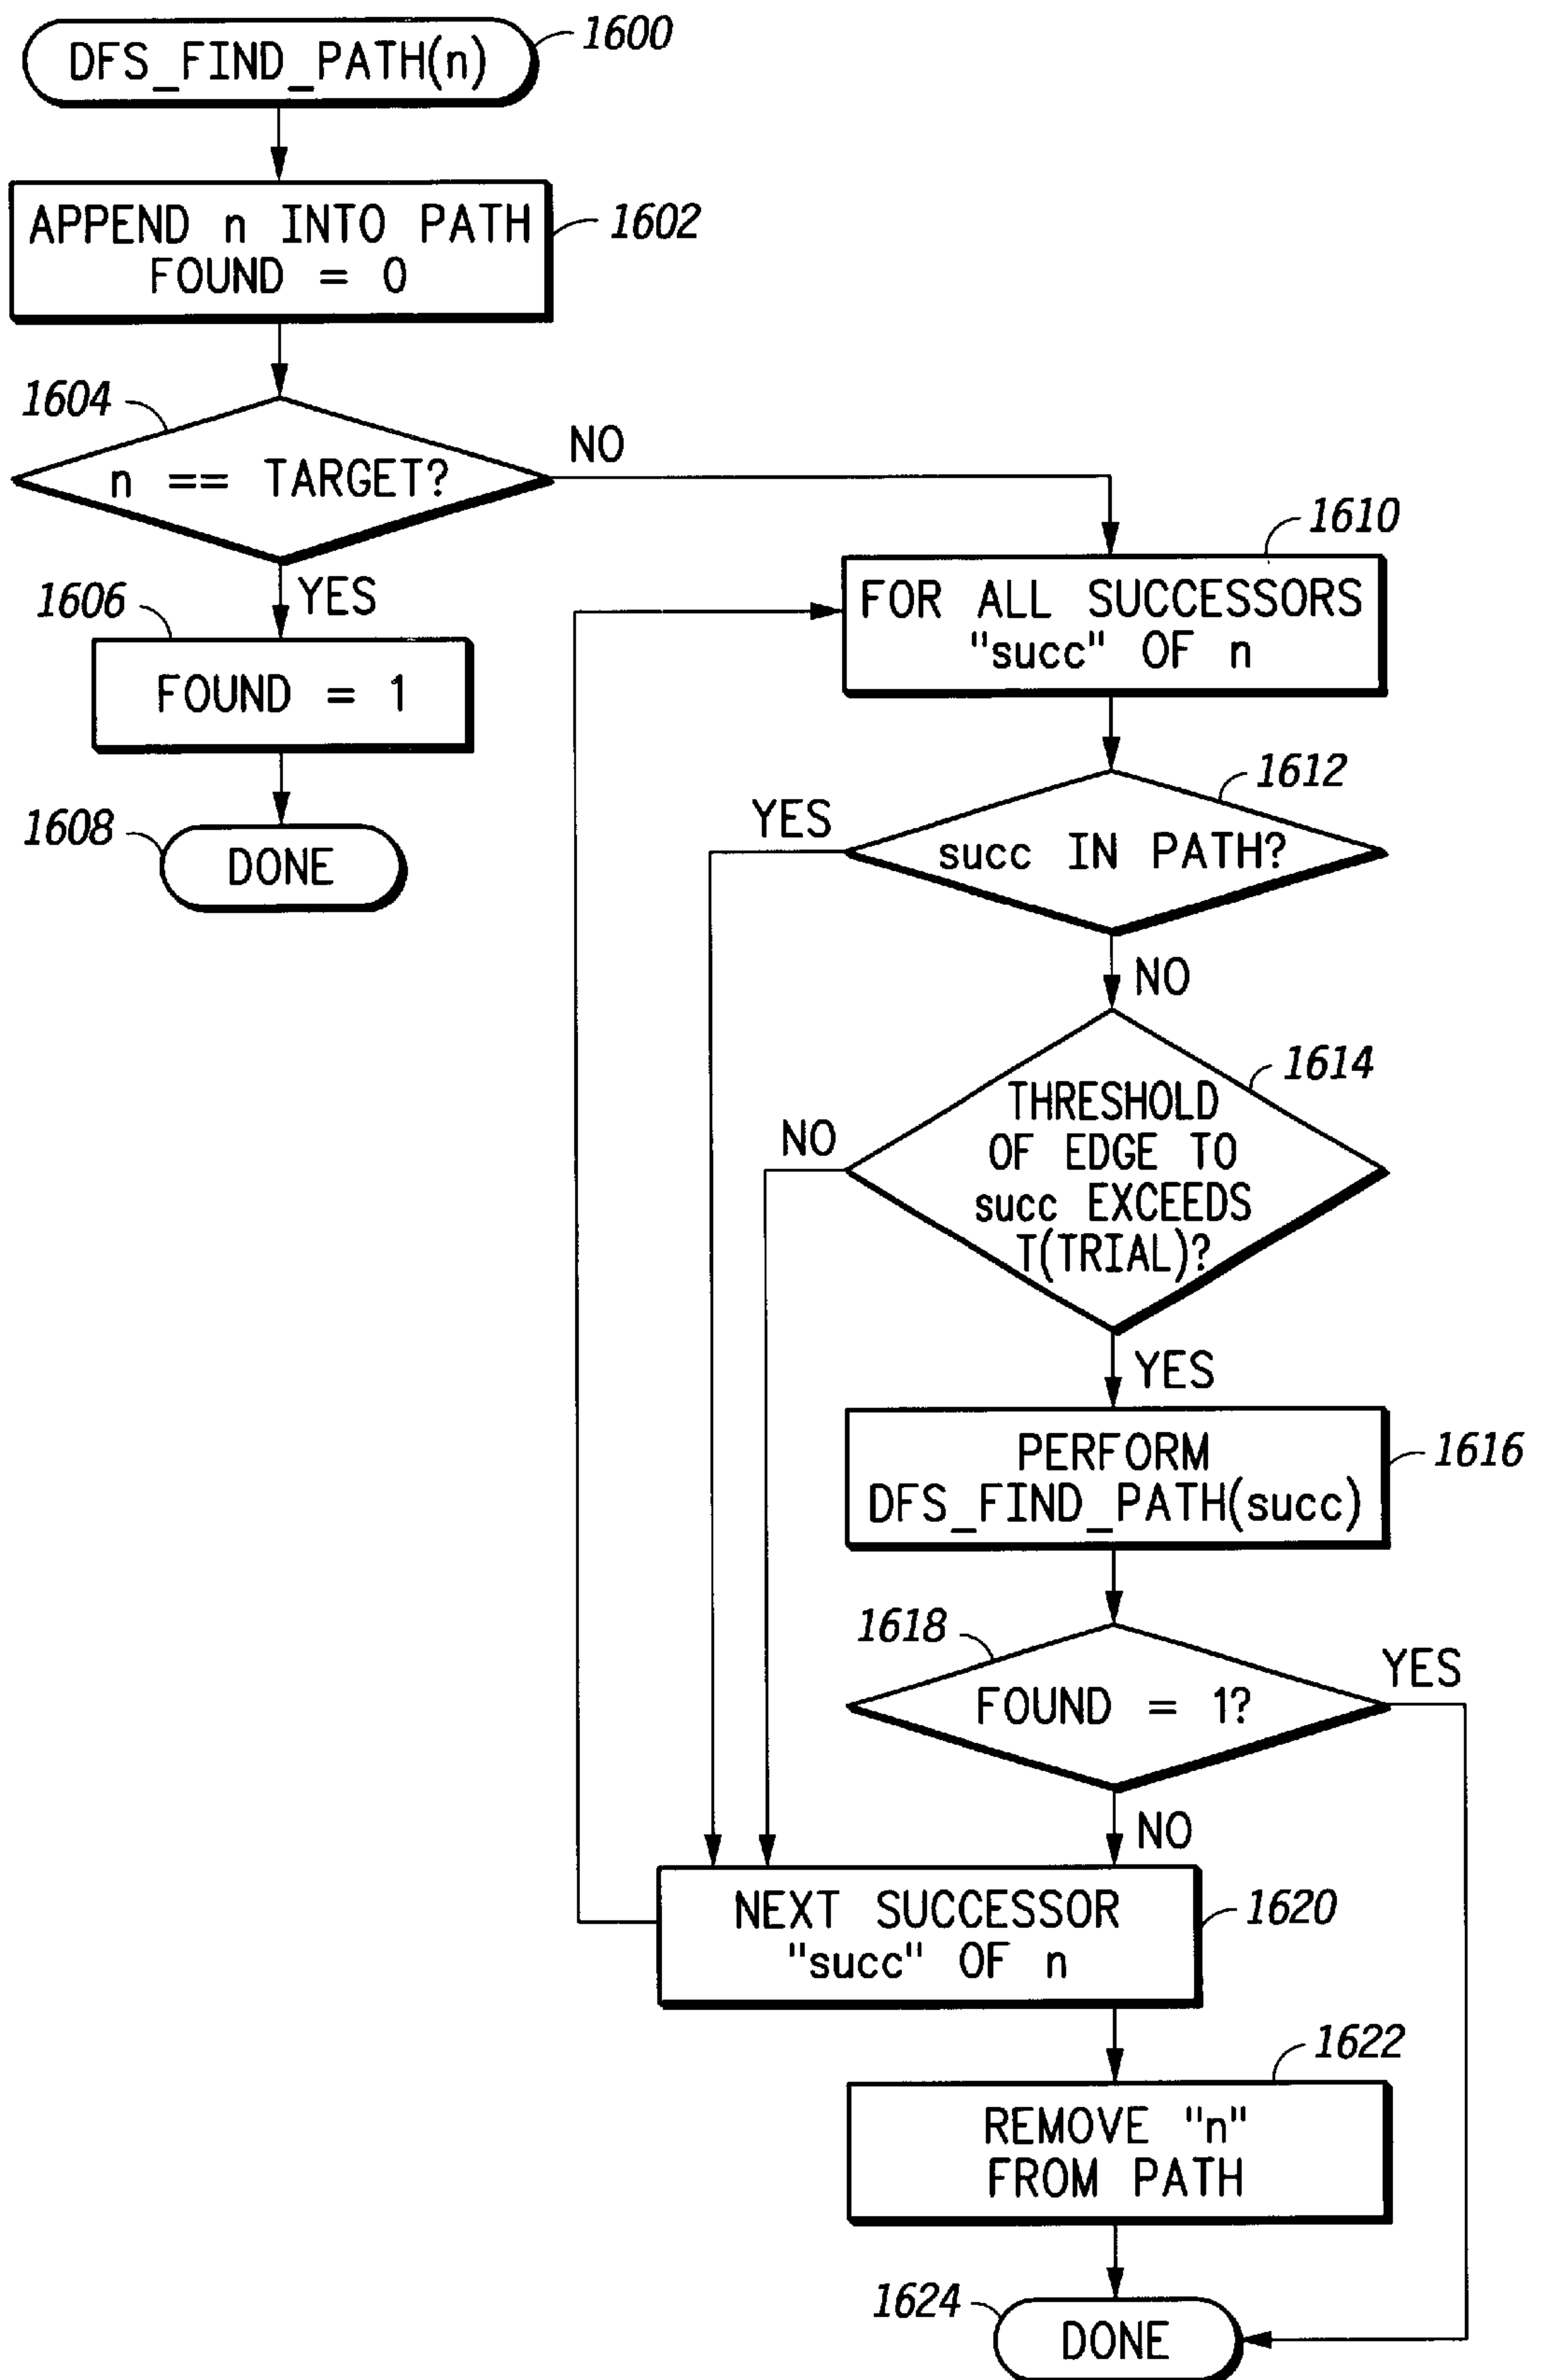 DFS_FIND_PATH(n)
1600
APPEND n INTO PATH
FOUND = 0
1602
1604
n == TARGET?
NO
YES
1606
FOUND = 1
1608
DONE
1610
FOR ALL SUCCESSORS
"succ" OF n
1612
YES
succ IN PATH?
NO
1614
NO
THRESHOLD
OF EDGE TO
succ EXCEEDS
T(TRIAL)?
YES
PERFORM
DFS_FIND_PATH(succ)
1616
1618
FOUND = 1?
YES
NO
NEXT SUCCESSOR
"succ" OF n
1620
1622
REMOVE "n"
FROM PATH
1624
DONE